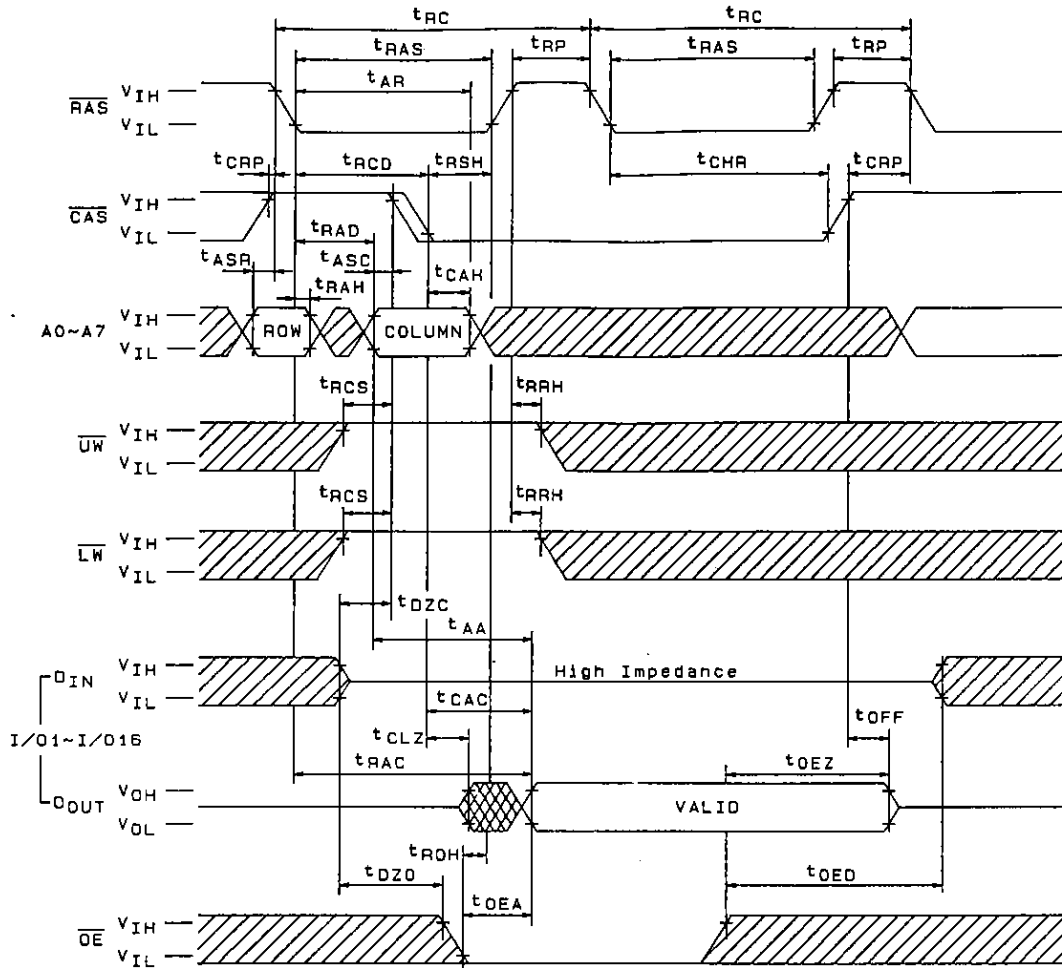 tRC tRC
tRAS tRP tRAS tRP
tAR
RAS VIH
VIL
tCRP tRCD tRSH tCHR tCRP
CAS VIH
VIL
tRAD
tASR tASC tCAH
tRAH
A0~A7 VIH
VIL
ROW COLUMN
tRCS tRRH
UW VIH
VIL
tRCS tRRH
LW VIH
VIL
tDZC
tAA
DIN VIH
VIL
High Impedance
tCAC tOFF
I/O1~I/O16
tCLZ
tRAC tOEZ
DOUT VOH
VOL
VALID
tROH
tDZO tOEA tOED
OE VIH
VIL